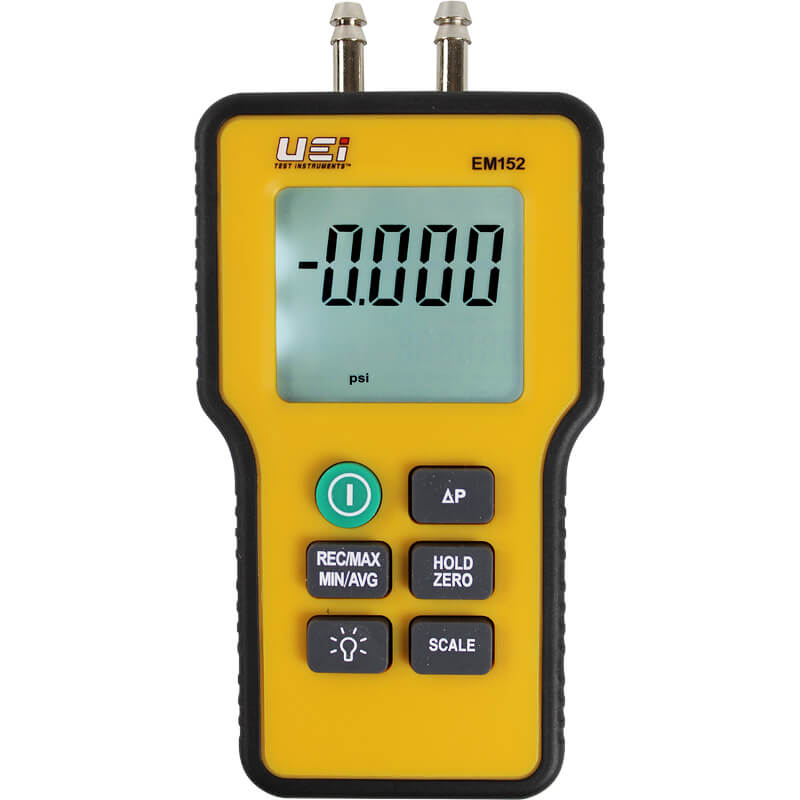 UEi
TEST INSTRUMENTS™
EM152
-0.000
psi
ΔP
REC/MAX
MIN/AVG
HOLD
ZERO
SCALE